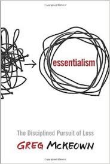 essentialism
The Disciplined Pursuit of Less
GREG McKEOWN